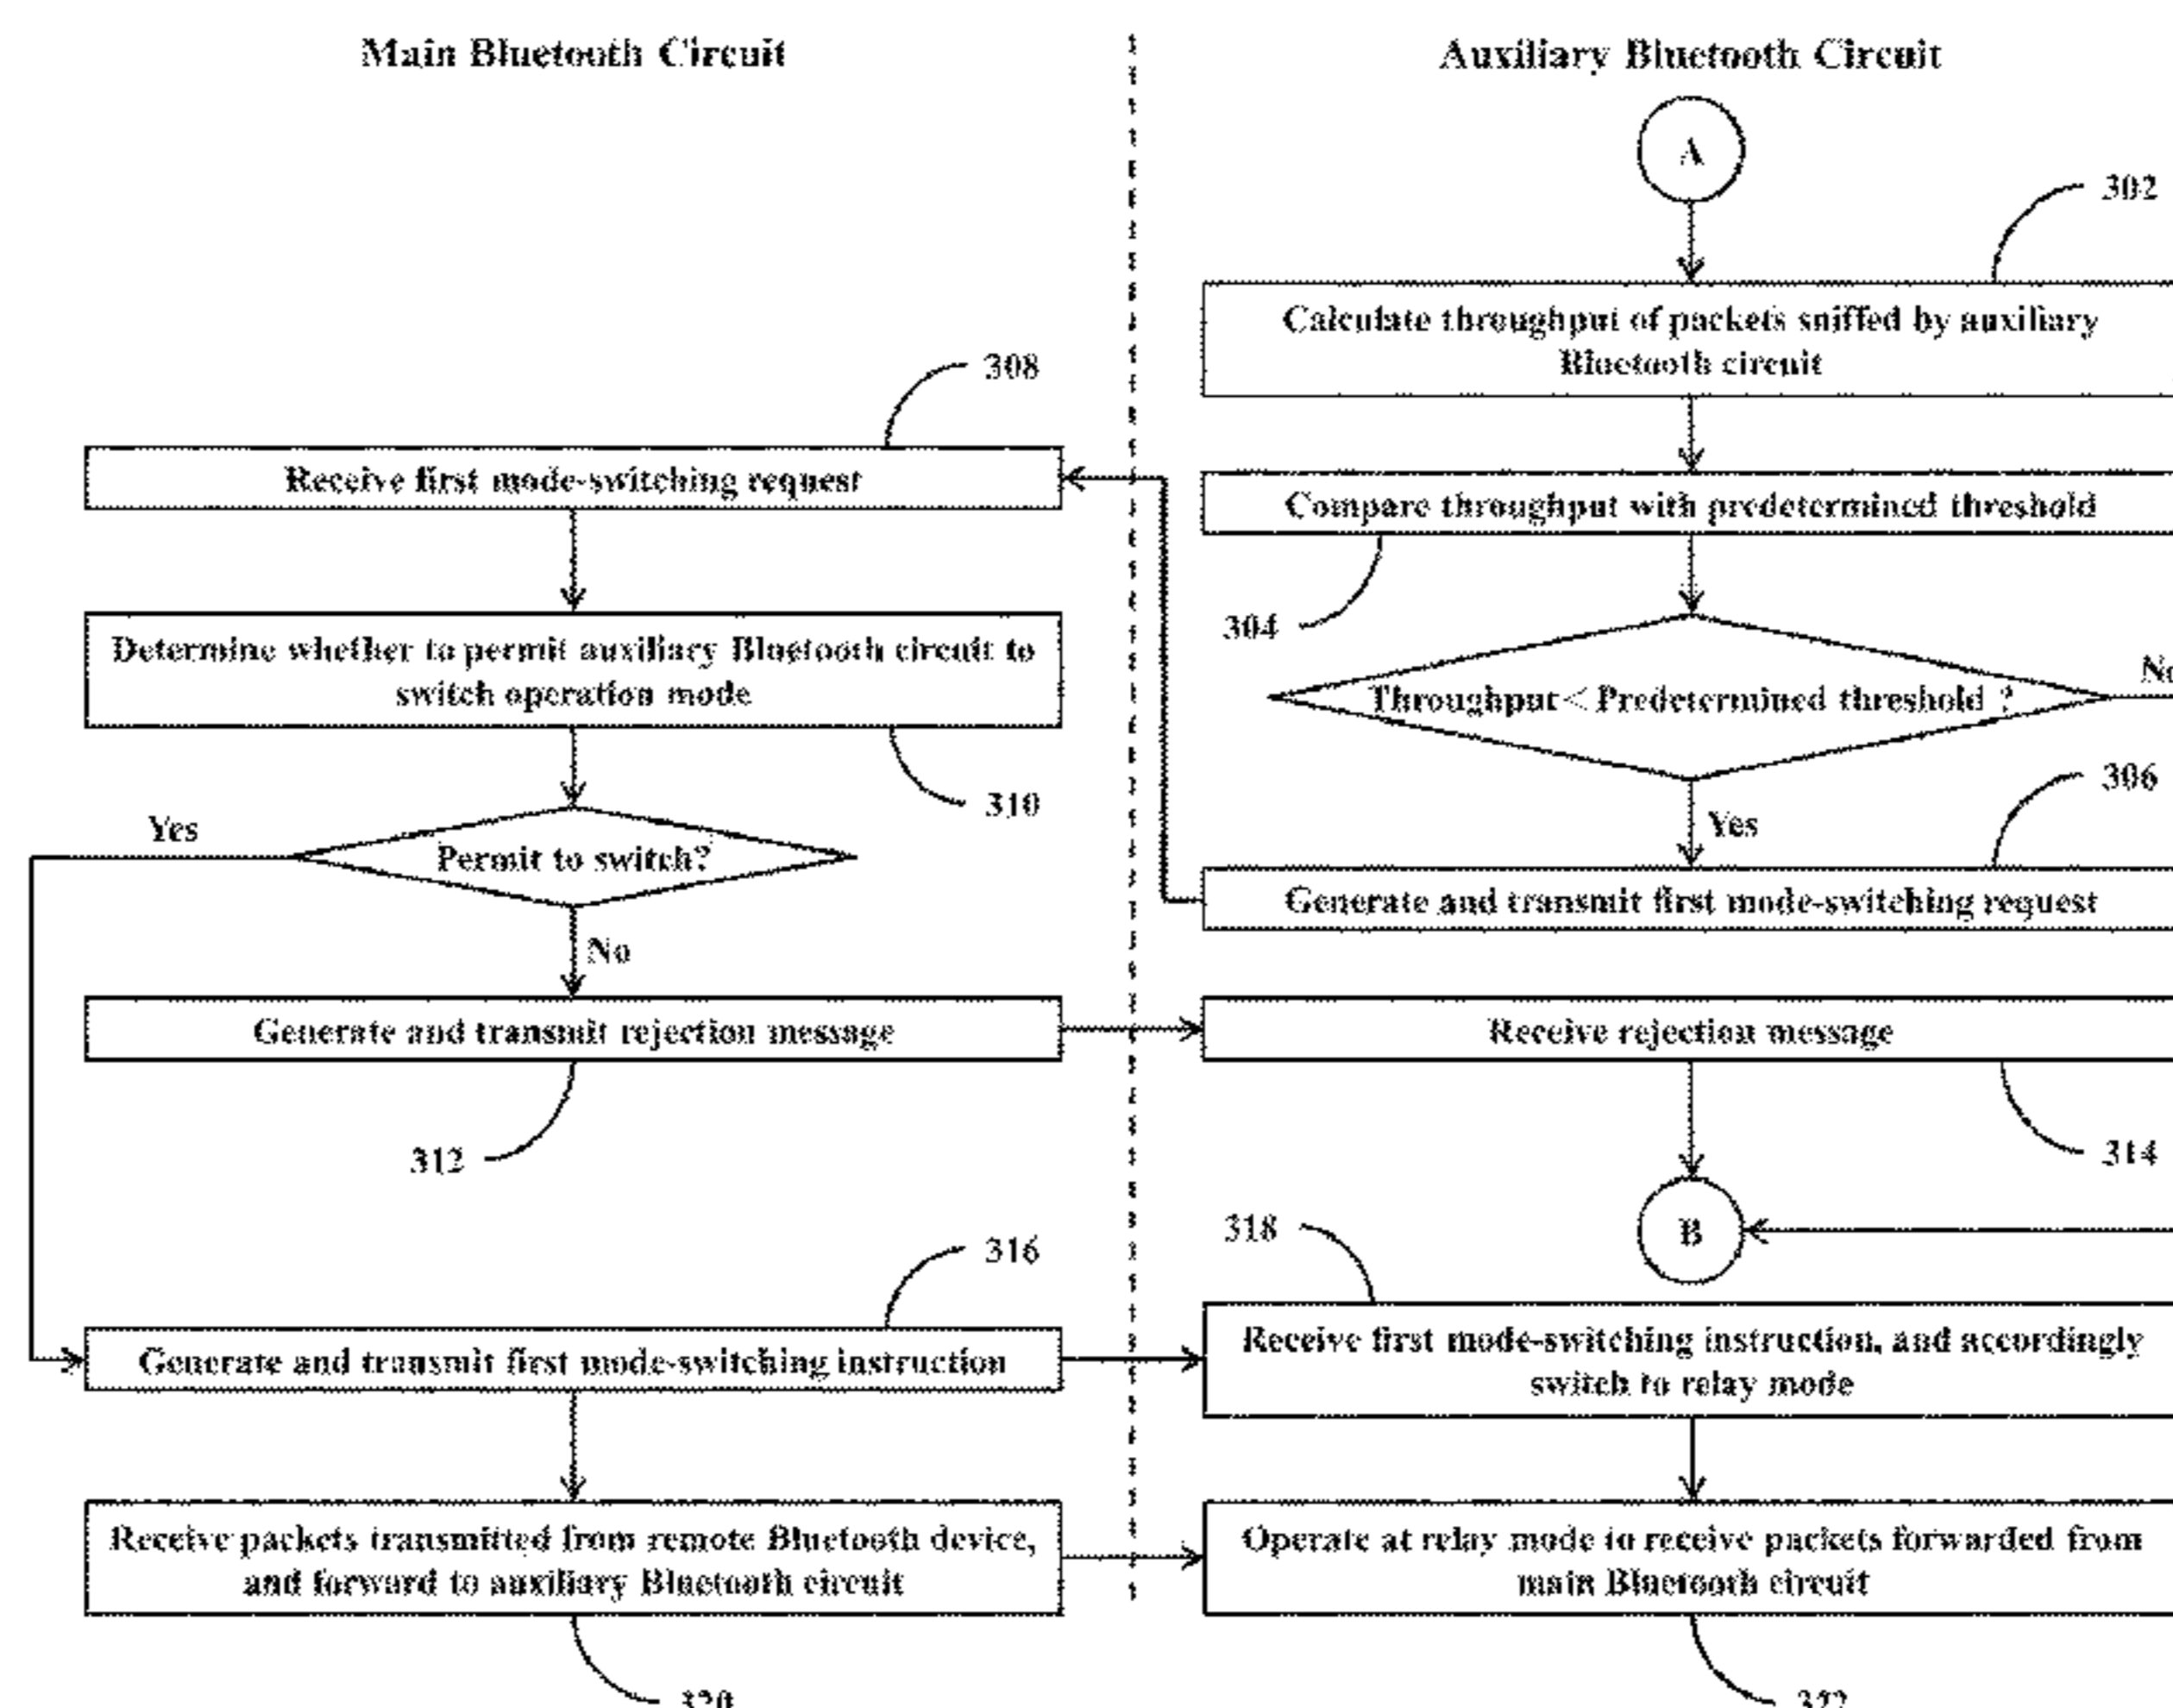 Main Bluetooth Circuit
Auxiliary Bluetooth Circuit
A
302
Calculate throughput of packets sniffed by auxiliary
Bluetooth circuit
308
Receive first mode-switching request
Compare throughput with predetermined threshold
304
Determine whether to permit auxiliary Bluetooth circuit to
switch operation mode
310
Throughput < Predetermined threshold ?
No
306
Yes
Yes
Permit to switch?
Generate and transmit first mode-switching request
No
Generate and transmit rejection message
Receive rejection message
312
314
B
316
318
Generate and transmit first mode-switching instruction
Receive first mode-switching instruction, and accordingly
switch to relay mode
Receive packets transmitted from remote Bluetooth device,
and forward to auxiliary Bluetooth circuit
Operate at relay mode to receive packets forwarded from
main Bluetooth circuit
320
322